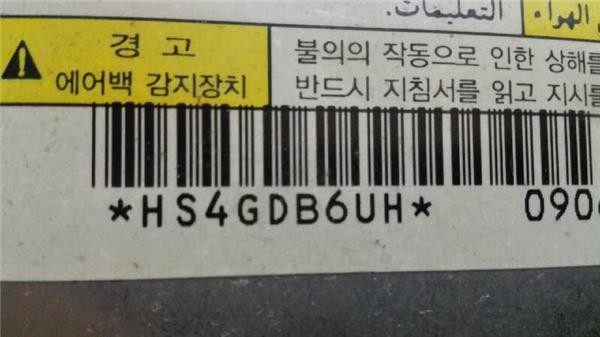 التعليمات.
الهواء
경 고
에어백 감지장치
불의의 작동으로 인한 상해를
반드시 지침서를 읽고 지시를
*HS4GDB6UH* 090